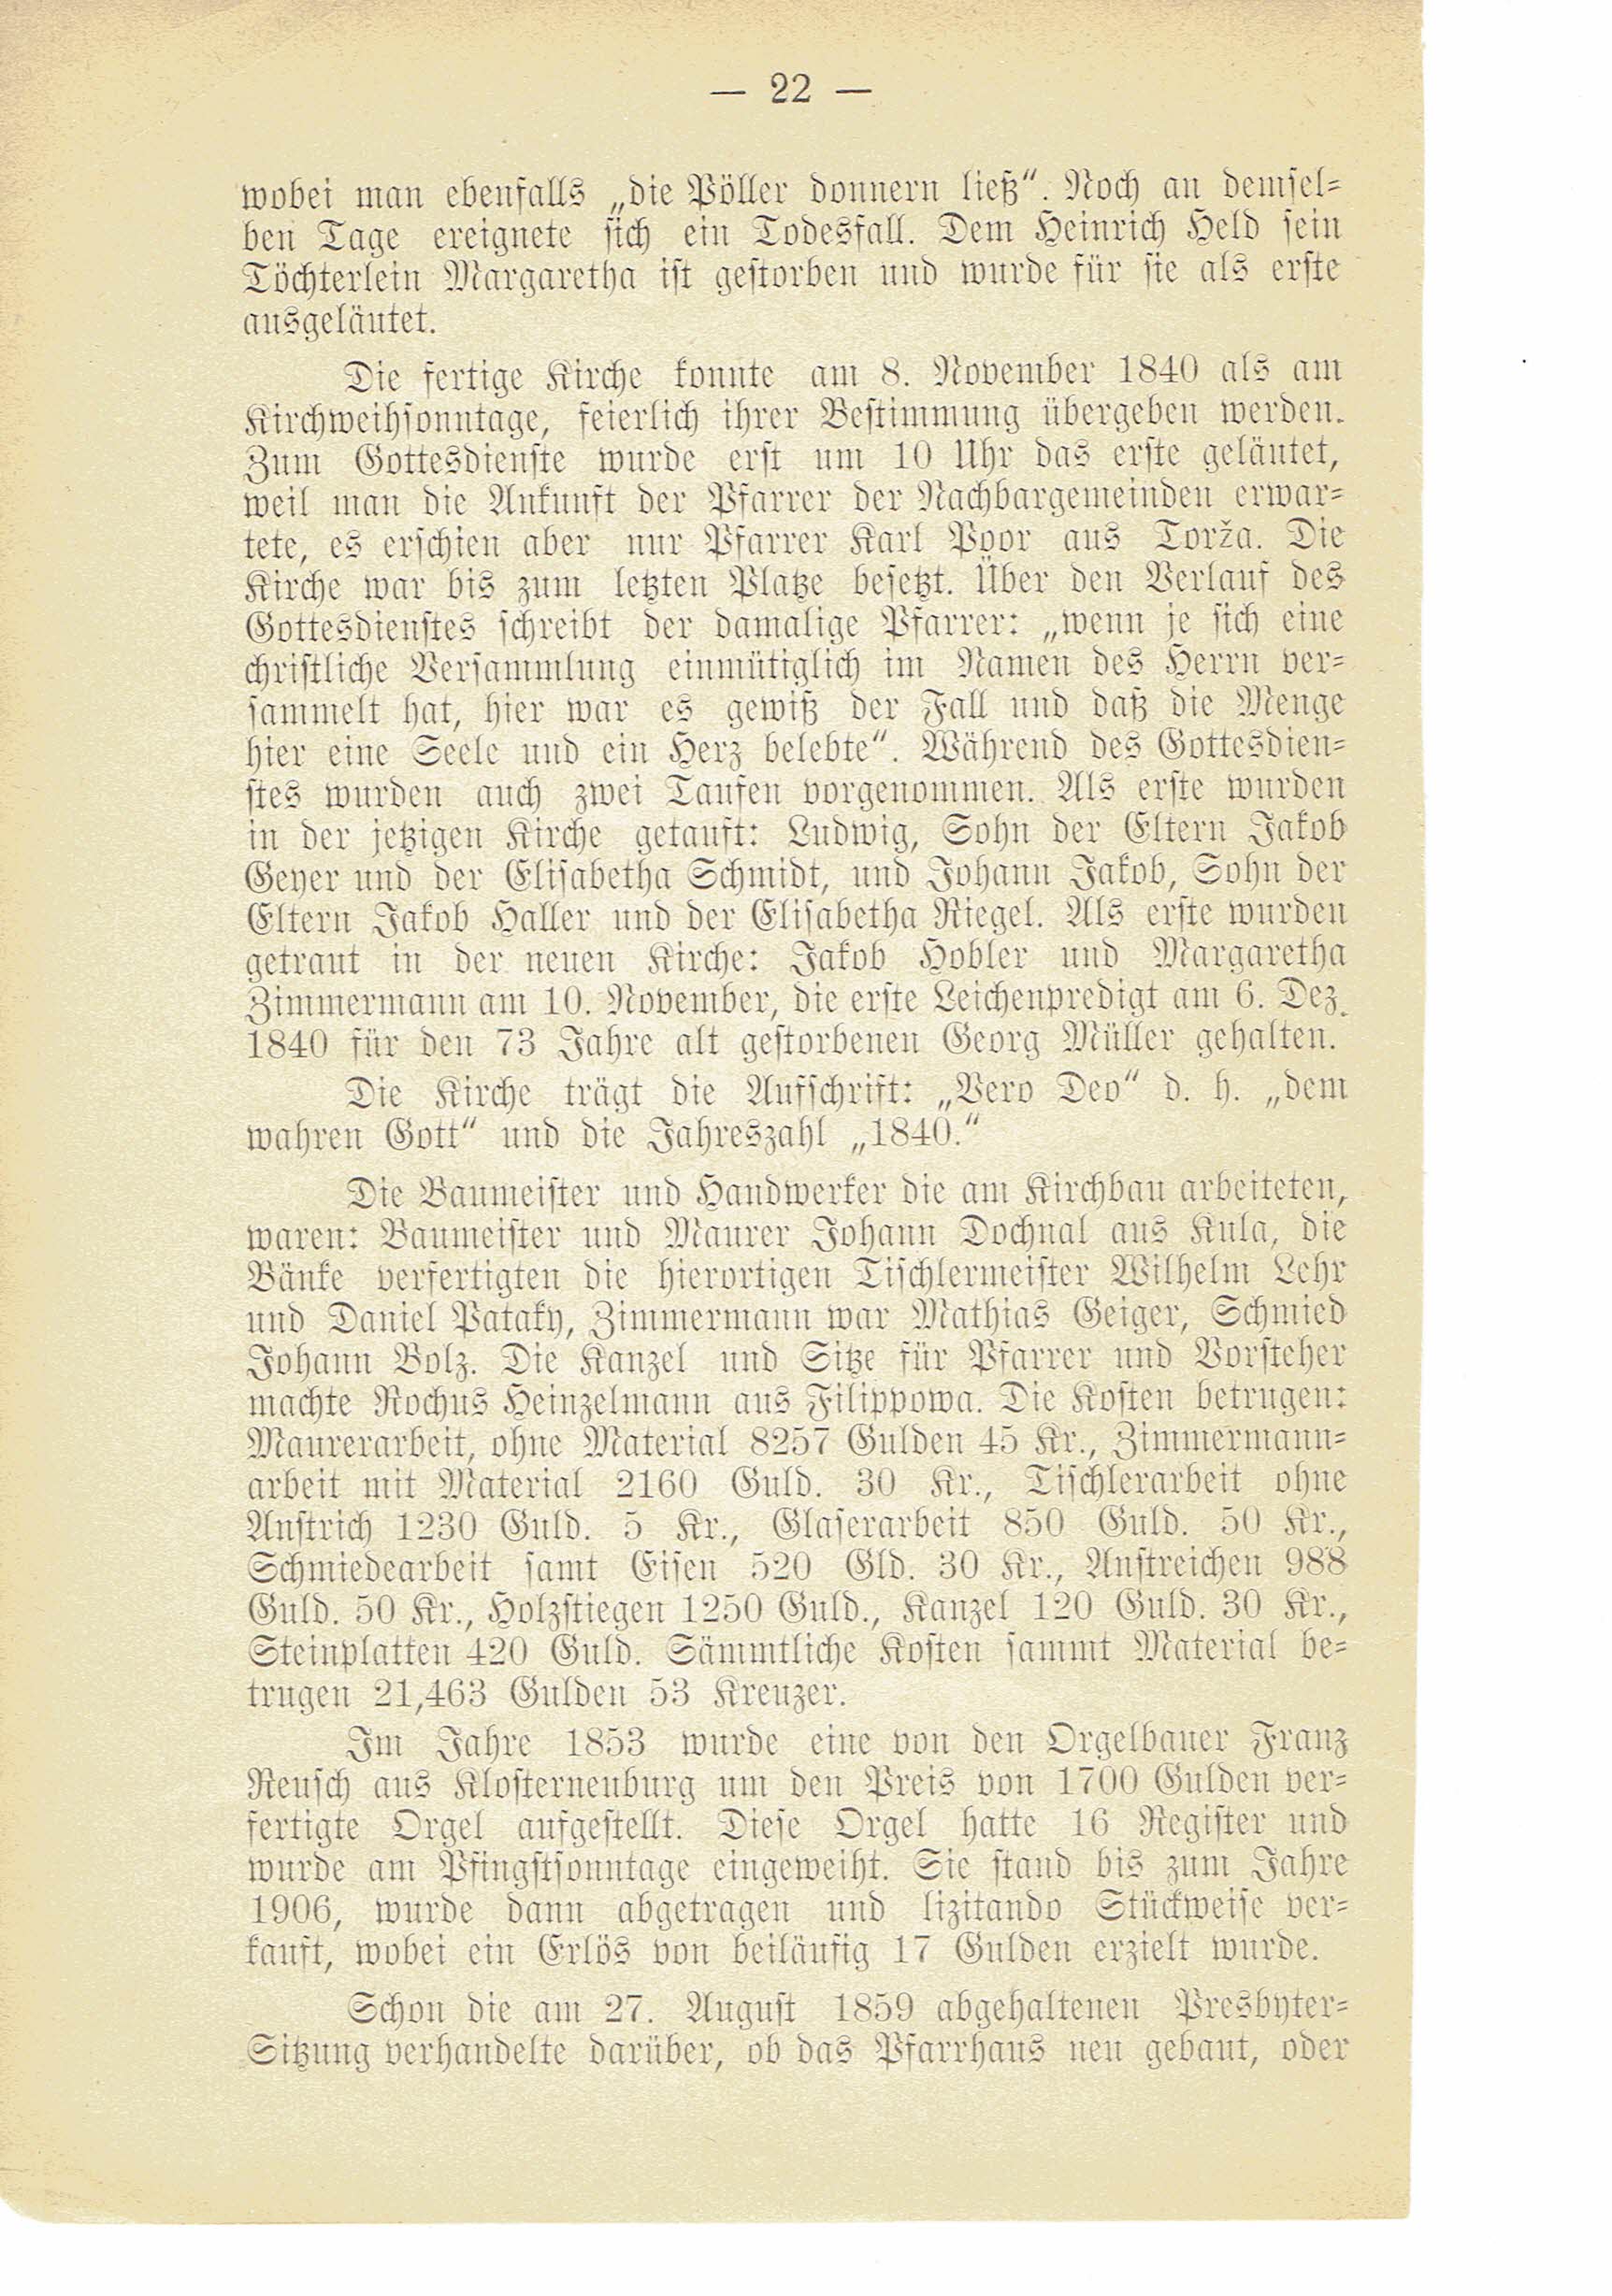 — 22 —
wobei man ebenfalls „die Pöller donnern ließ“. Noch an demsel-
ben Tage ereignete sich ein Todesfall. Dem Heinrich Held sein
Töchterlein Margaretha ist gestorben und wurde für sie als erste
ausgeläutet.
Die fertige Kirche konnte am 8. November 1840 als am
Kirchweihsonntage, feierlich ihrer Bestimmung übergeben werden.
Zum Gottesdienste wurde erst um 10 Uhr das erste geläutet,
weil man die Ankunft der Pfarrer der Nachbargemeinden erwar-
tete, es erschien aber nur Pfarrer Karl Poor aus Torža. Die
Kirche war bis zum letzten Platze besetzt. Über den Verlauf des
Gottesdienstes schreibt der damalige Pfarrer: „wenn je sich eine
christliche Versammlung einmütiglich im Namen des Herrn ver-
sammelt hat, hier war es gewiß der Fall und daß die Menge
hier eine Seele und ein Herz belebte“. Während des Gottesdien-
stes wurden auch zwei Taufen vorgenommen. Als erste wurden
in der jetzigen Kirche getauft: Ludwig, Sohn der Eltern Jakob
Geyer und der Elisabetha Schmidt, und Johann Jakob, Sohn der
Eltern Jakob Haller und der Elisabetha Riegel. Als erste wurden
getraut in der neuen Kirche: Jakob Hobler und Margaretha
Zimmermann am 10. November, die erste Leichenpredigt am 6. Dez.
1840 für den 73 Jahre alt gestorbenen Georg Müller gehalten.
Die Kirche trägt die Aufschrift: „Vero Deo“ d. h. „dem
wahren Gott“ und die Jahreszahl „1840.“
Die Baumeister und Handwerker die am Kirchbau arbeiteten,
waren: Baumeister und Maurer Johann Dochnal aus Kula, die
Bänke verfertigten die hierortigen Tischlermeister Wilhelm Lehr
und Daniel Pataky, Zimmermann war Mathias Geiger, Schmied
Johann Bolz. Die Kanzel und Sitze für Pfarrer und Vorsteher
machte Rochus Heinzelmann aus Filippowa. Die Kosten betrugen:
Maurerarbeit, ohne Material 8257 Gulden 45 Kr., Zimmermann-
arbeit mit Material 2160 Guld. 30 Kr., Tischlerarbeit ohne
Anstrich 1230 Guld. 5 Kr., Glaserarbeit 850 Guld. 50 Kr.,
Schmiedearbeit samt Eisen 520 Gld. 30 Kr., Anstreichen 988
Guld. 50 Kr., Holzstiegen 1250 Guld., Kanzel 120 Guld. 30 Kr.,
Steinplatten 420 Guld. Sämmtliche Kosten sammt Material be-
trugen 21,463 Gulden 53 Kreuzer.
Im Jahre 1853 wurde eine von den Orgelbauer Franz
Reusch aus Klosterneuburg um den Preis von 1700 Gulden ver-
fertigte Orgel aufgestellt. Diese Orgel hatte 16 Register und
wurde am Pfingstsonntage eingeweiht. Sie stand bis zum Jahre
1906, wurde dann abgetragen und lizitando Stückweise ver-
kauft, wobei ein Erlös von beiläufig 17 Gulden erzielt wurde.
Schon die am 27. August 1859 abgehaltenen Presbyter-
Sitzung verhandelte darüber, ob das Pfarrhaus neu gebaut, oder